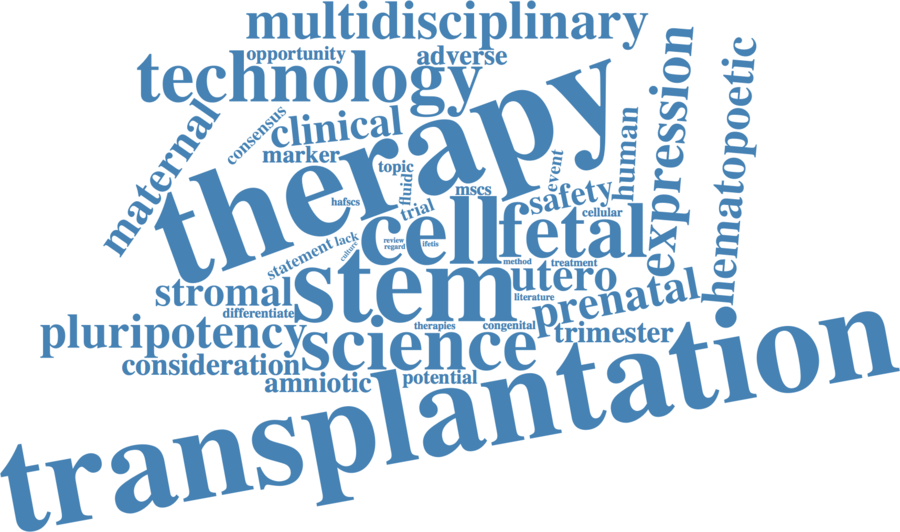 multidisciplinary
opportunity
adverse
technology
therapy
maternal
consensus
clinical
marker
topic
fluid
hafscs
trial
mscs
event
safety
human
expression
hematopoetic
cellular
cell
fetal
review
regard
ifetis
statement
lack
culture
method
treatment
stem
utero
literature
prenatal
stromal
differentiate
therapies
congenital
trimester
pluripotency
science
consideration
amniotic
potential
transplantation